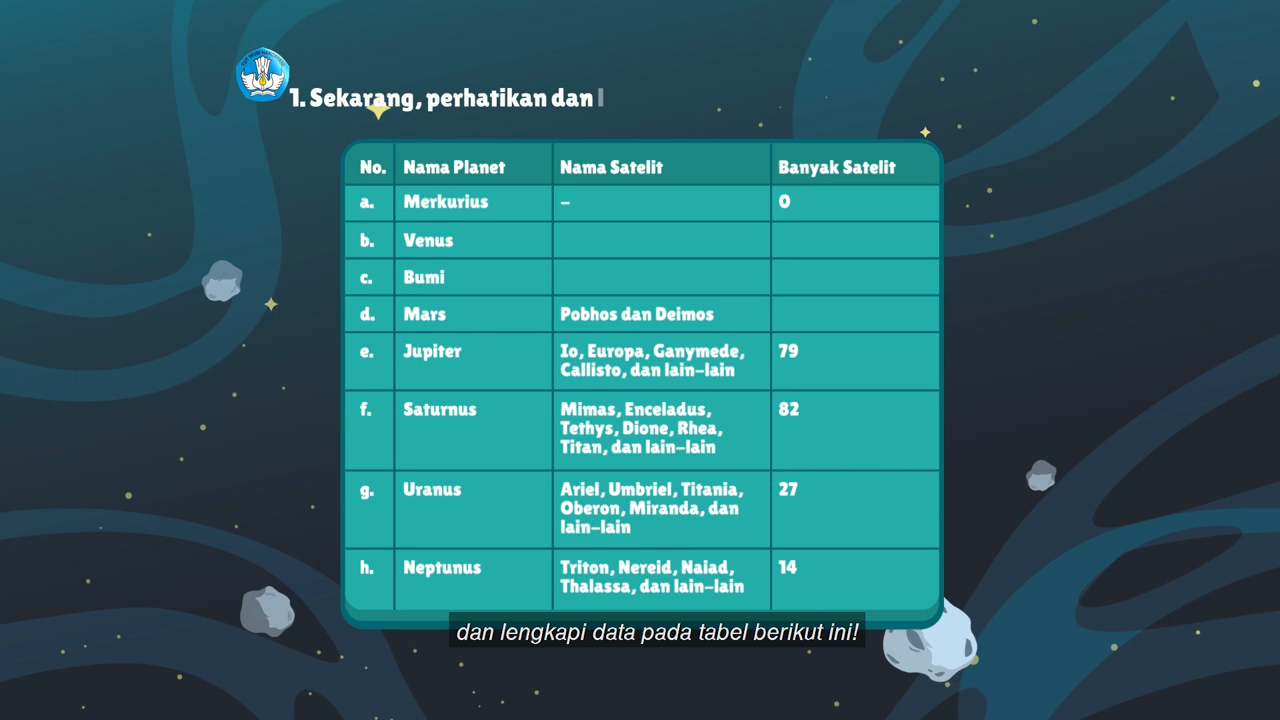 1. Sekarang, perhatikan dan l
No. Nama Planet Nama Satelit Banyak Satelit
a. Merkurius - 0
b. Venus
c. Bumi
d. Mars Pobhos dan Deimos
e. Jupiter Io, Europa, Ganymede, 79
Callisto, dan lain-lain
f. Saturnus Mimas, Enceladus, 82
Tethys, Dione, Rhea,
Titan, dan lain-lain
g. Uranus Ariel, Umbriel, Titania, 27
Oberon, Miranda, dan
lain-lain
h. Neptunus Triton, Nereid, Naiad, 14
Thalassa, dan lain-lain
dan lengkapi data pada tabel berikut ini!